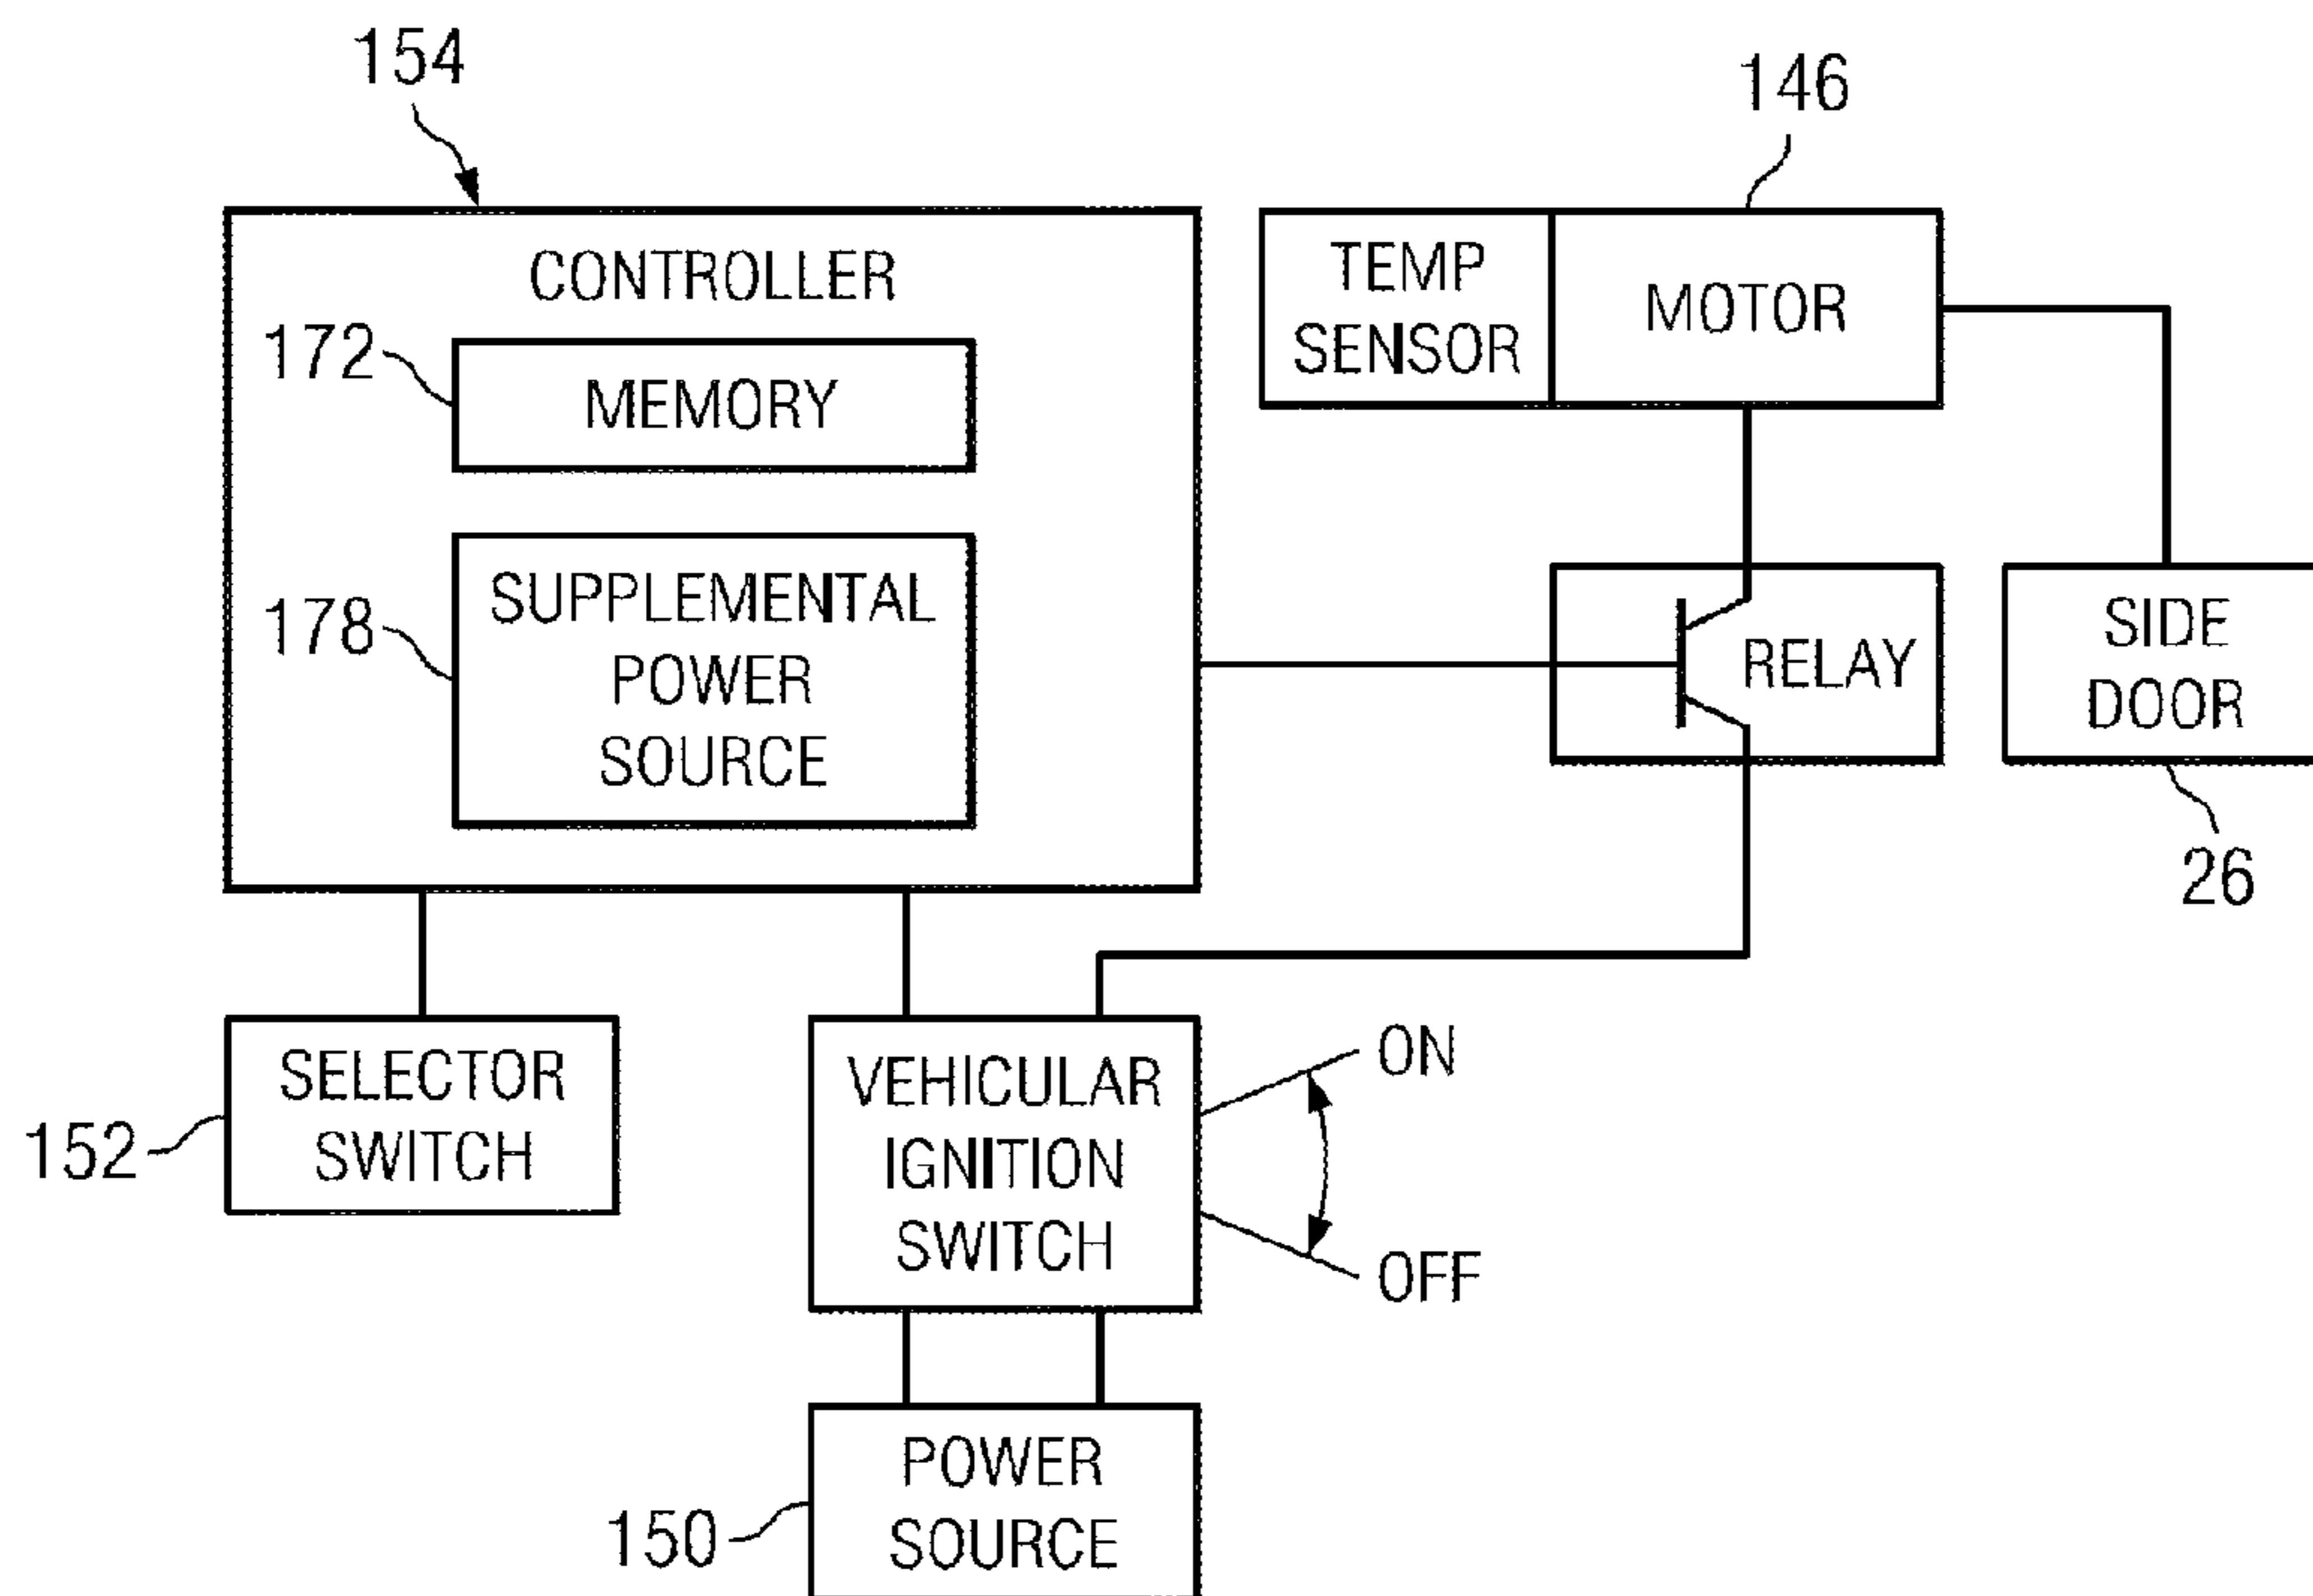 154
146
CONTROLLER
TEMP
SENSOR
MOTOR
172
MEMORY
178
SUPPLEMENTAL
POWER
SOURCE
RELAY
SIDE
DOOR
26
SELECTOR
SWITCH
152
VEHICULAR
IGNITION
SWITCH
ON
OFF
POWER
SOURCE
150